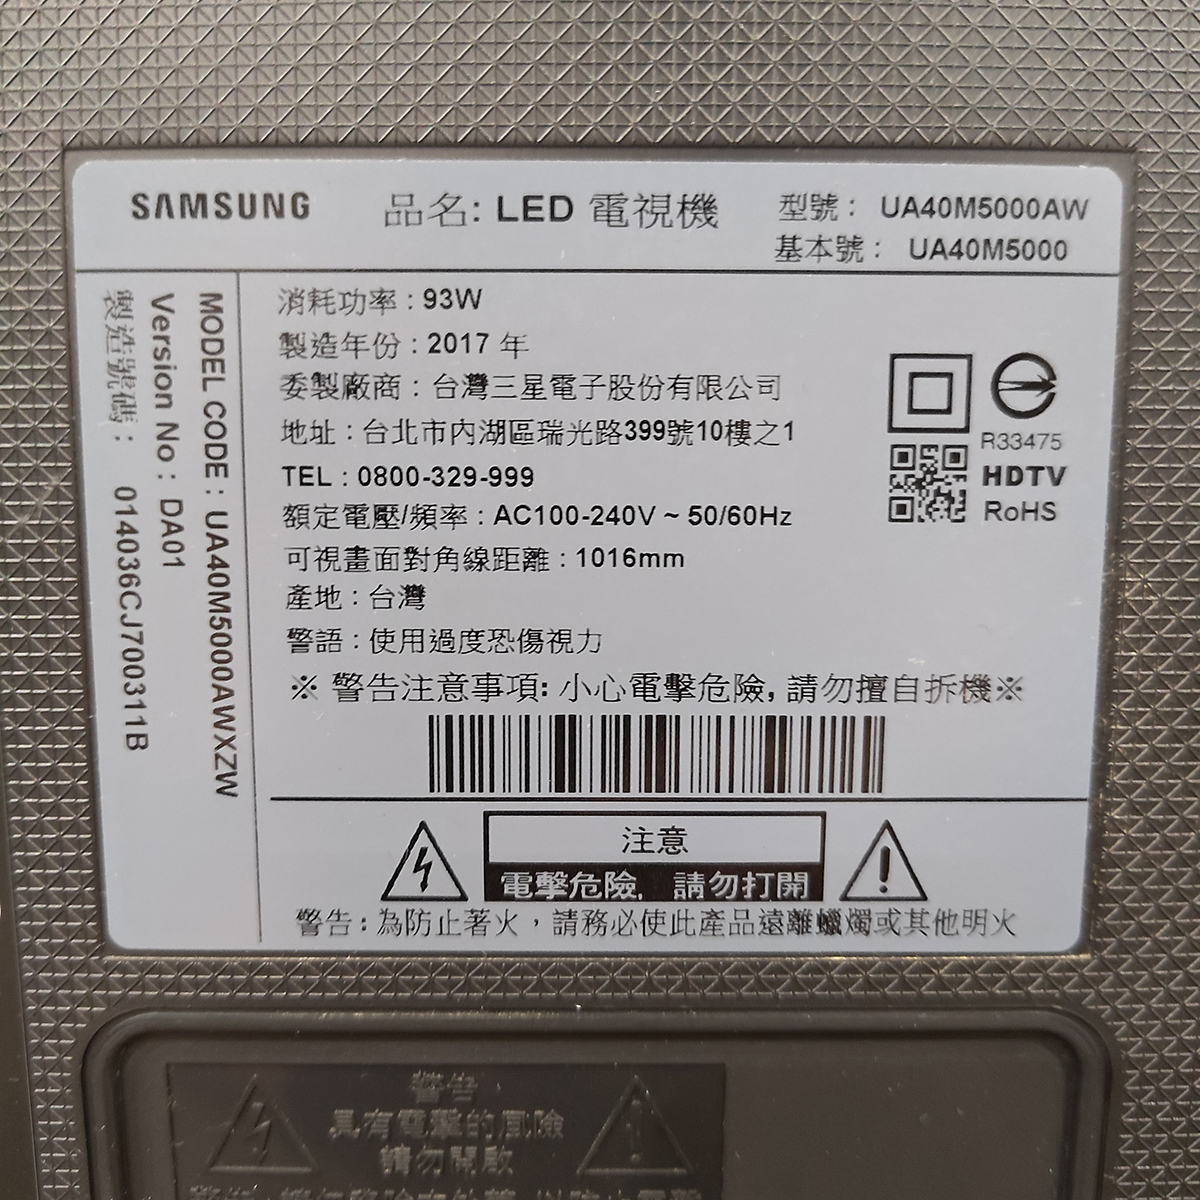 SAMSUNG
品名: LED 電視機
型號： UA40M5000AW
基本號： UA40M5000
MODEL CODE : UA40M5000AWXZW
Version No : DA01
製造號碼： 014036CJ700311B
消耗功率 : 93W
製造年份 : 2017 年
委製廠商 : 台灣三星電子股份有限公司
地址 : 台北市內湖區瑞光路399號10樓之1
TEL : 0800-329-999
額定電壓/頻率 : AC100-240V ~ 50/60Hz
可視畫面對角線距離 : 1016mm
產地 : 台灣
警語 : 使用過度恐傷視力
R33475
HDTV
RoHS
※ 警告注意事項: 小心電擊危險, 請勿擅自拆機※
注意
電擊危險, 請勿打開
警告 : 為防止著火，請務必使此產品遠離蠟燭或其他明火
警告
具有電擊的風險
請勿開啟